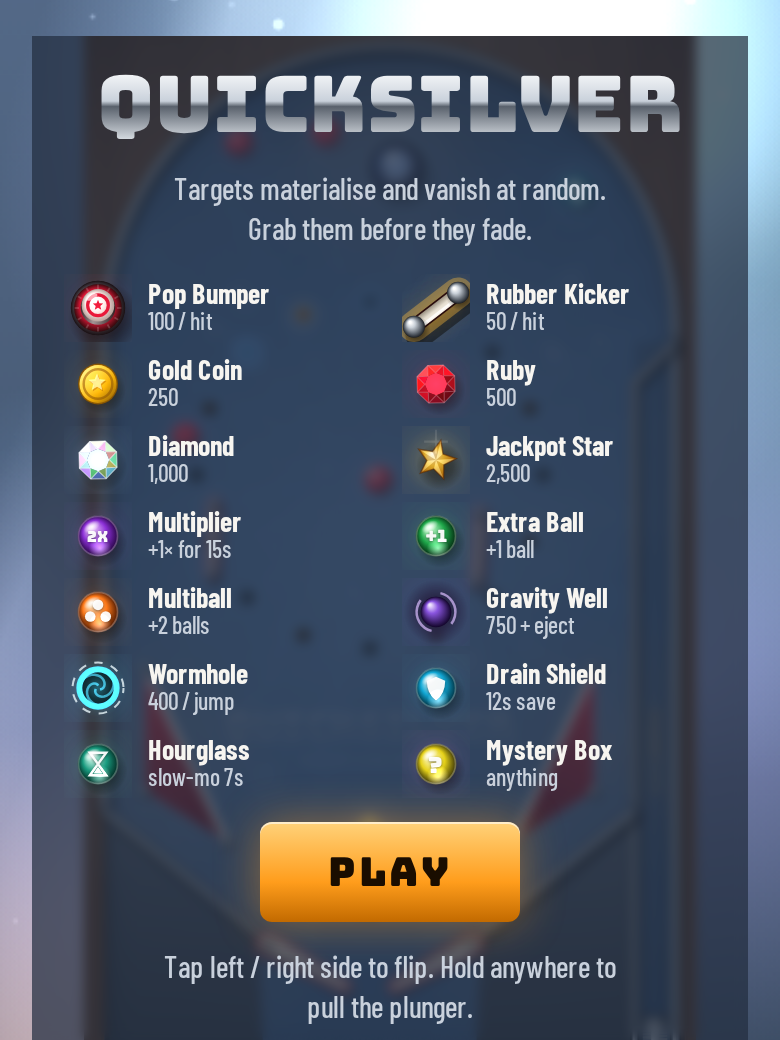 QUICKSILVER
Targets materialise and vanish at random.
Grab them before they fade.
Pop Bumper
100 / hit
Rubber Kicker
50 / hit
Gold Coin
250
Ruby
500
Diamond
1,000
Jackpot Star
2,500
2X
Multiplier
+1× for 15s
+1
Extra Ball
+1 ball
Multiball
+2 balls
Gravity Well
750 + eject
Wormhole
400 / jump
Drain Shield
12s save
Hourglass
slow-mo 7s
?
Mystery Box
anything
PLAY
Tap left / right side to flip. Hold anywhere to
pull the plunger.